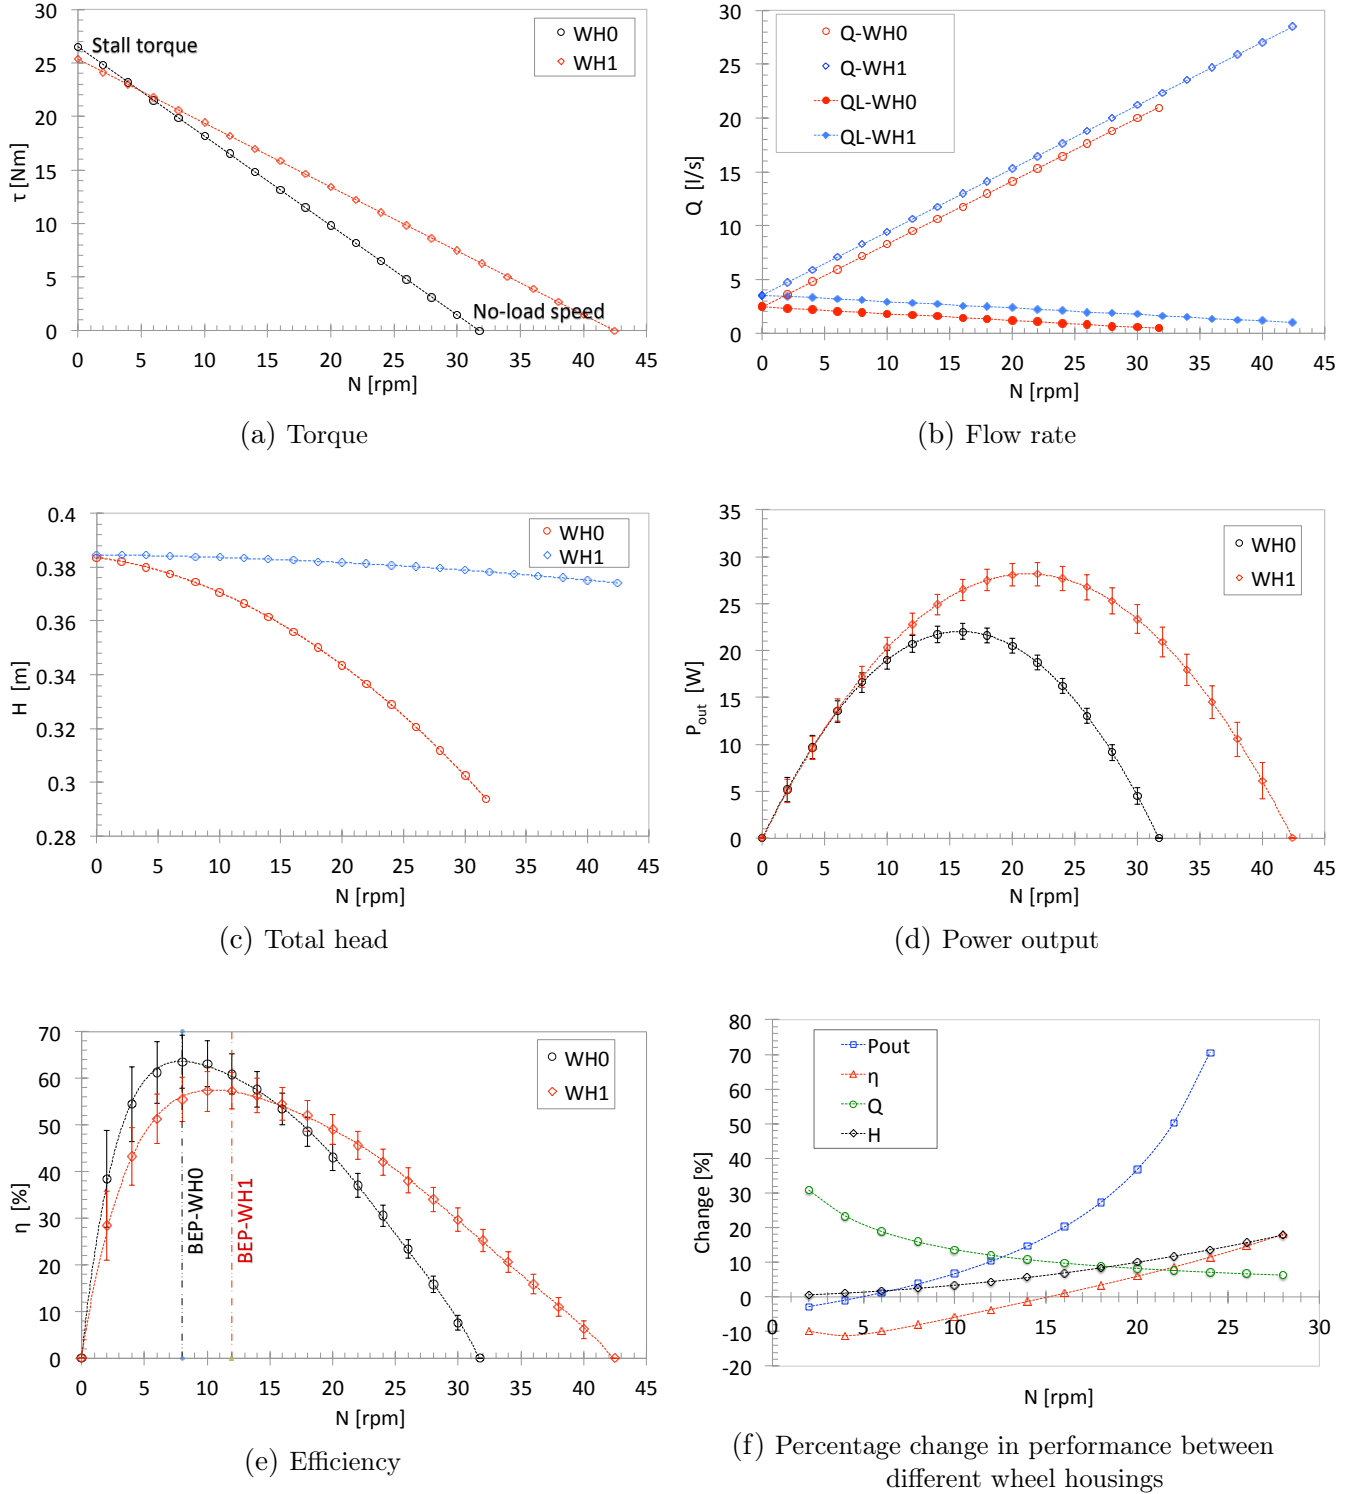 30
25
20
15
10
5
0
τ [Nm]
Stall torque
No-load speed
WH0
WH1
0 5 10 15 20 25 30 35 40 45
N [rpm]
(a) Torque
30
25
20
15
10
5
0
Q [l/s]
Q-WH0
Q-WH1
QL-WH0
QL-WH1
0 5 10 15 20 25 30 35 40 45
N [rpm]
(b) Flow rate
0.4
0.38
0.36
0.34
0.32
0.3
0.28
H [m]
WH0
WH1
0 5 10 15 20 25 30 35 40 45
N [rpm]
(c) Total head
35
30
25
20
15
10
5
0
Pout [W]
WH0
WH1
0 5 10 15 20 25 30 35 40 45
N [rpm]
(d) Power output
70
60
50
40
30
20
10
0
η [%]
BEP-WH0
BEP-WH1
WH0
WH1
0 5 10 15 20 25 30 35 40 45
N [rpm]
(e) Efficiency
80
70
60
50
40
30
20
10
0
-10
-20
Change [%]
Pout
η
Q
H
0 5 10 15 20 25 30
N [rpm]
(f) Percentage change in performance between
different wheel housings